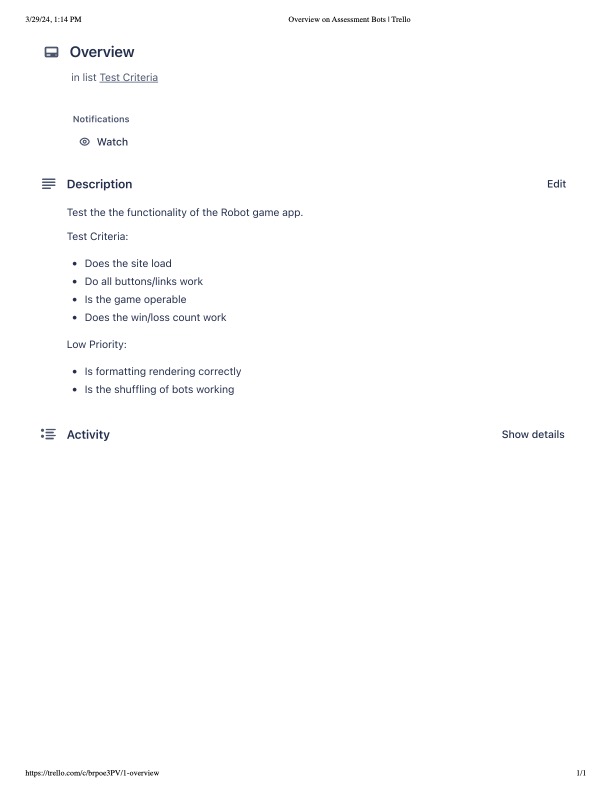 3/29/24, 1:14 PM Overview on Assessment Bots | Trello
Overview
in list Test Criteria
Notifications
Watch
Description Edit
Test the the functionality of the Robot game app.
Test Criteria:
• Does the site load
• Do all buttons/links work
• Is the game operable
• Does the win/loss count work
Low Priority:
• Is formatting rendering correctly
• Is the shuffling of bots working
Activity Show details
https://trello.com/c/brpoe3PV/1-overview 1/1